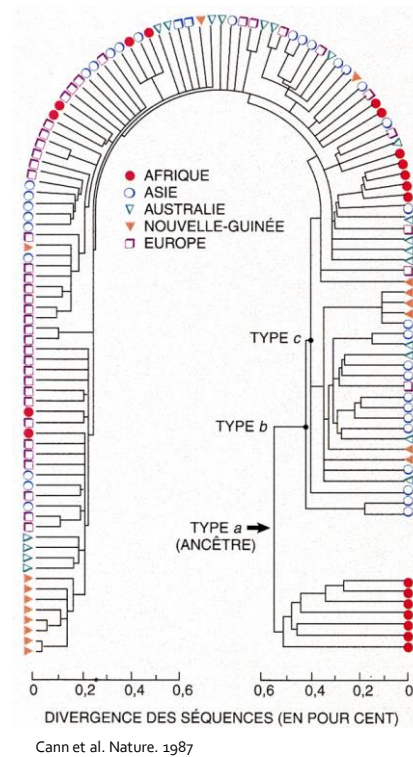 AFRIQUE
ASIE
AUSTRALIE
NOUVELLE-GUINÉE
EUROPE
TYPE c
TYPE b
TYPE a
(ANCÊTRE)
0 0,2 0,4 0,6 0,6 0,4 0,2 0
DIVERGENCE DES SÉQUENCES (EN POUR CENT)
Cann et al. Nature. 1987